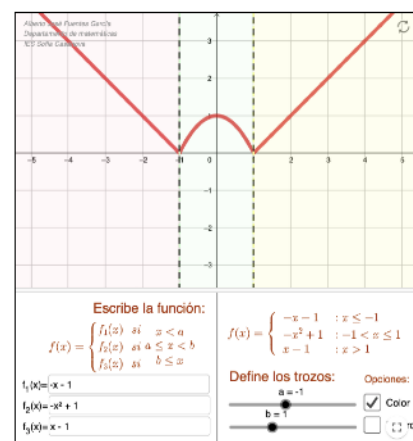 Alberto José Fuerosa García
Departamento de matemáticas
IES Sofía Casanova
3
2
1
-5 -4 -3 -2 -1 0 2 3 4 5
-1
-2
-3
Escribe la función:
f(x) = { f₁(x) si x < a
f₂(x) si a ≤ x < b
f₃(x) si b ≤ x
f₁(x)= -x - 1
f₂(x)= -x² + 1
f₃(x)= x - 1
f(x) = { -x - 1 : x ≤ -1
-x² + 1 : -1 < x ≤ 1
x - 1 : x > 1
Define los trozos:
a = -1
b = 1
Opciones:
Color